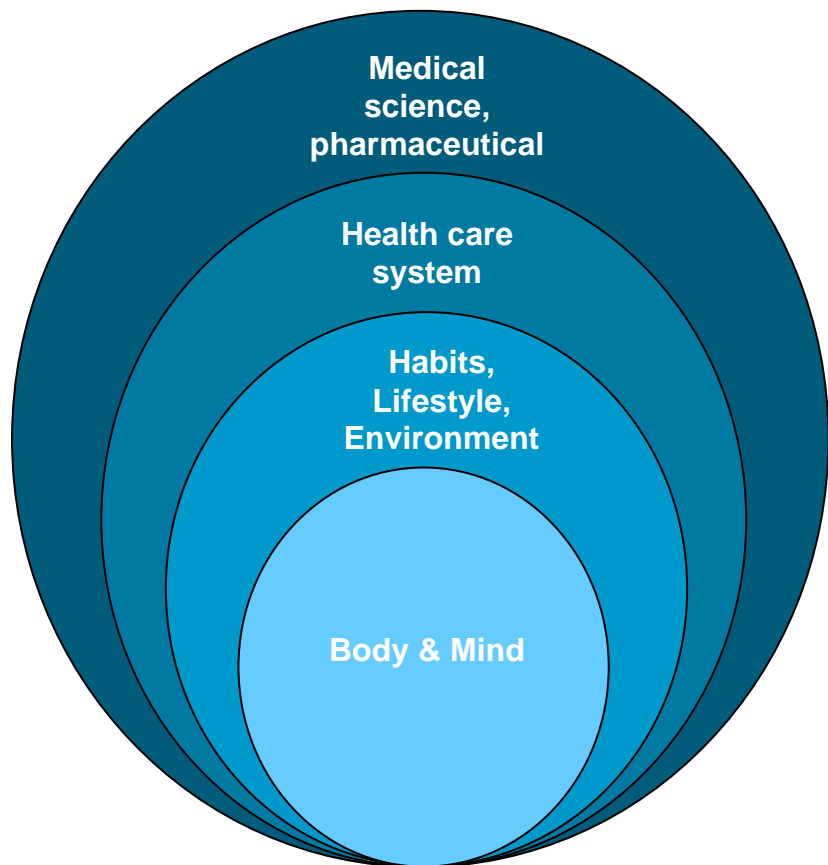 Medical
science,
pharmaceutical
Health care
system
Habits,
Lifestyle,
Environment
Body & Mind